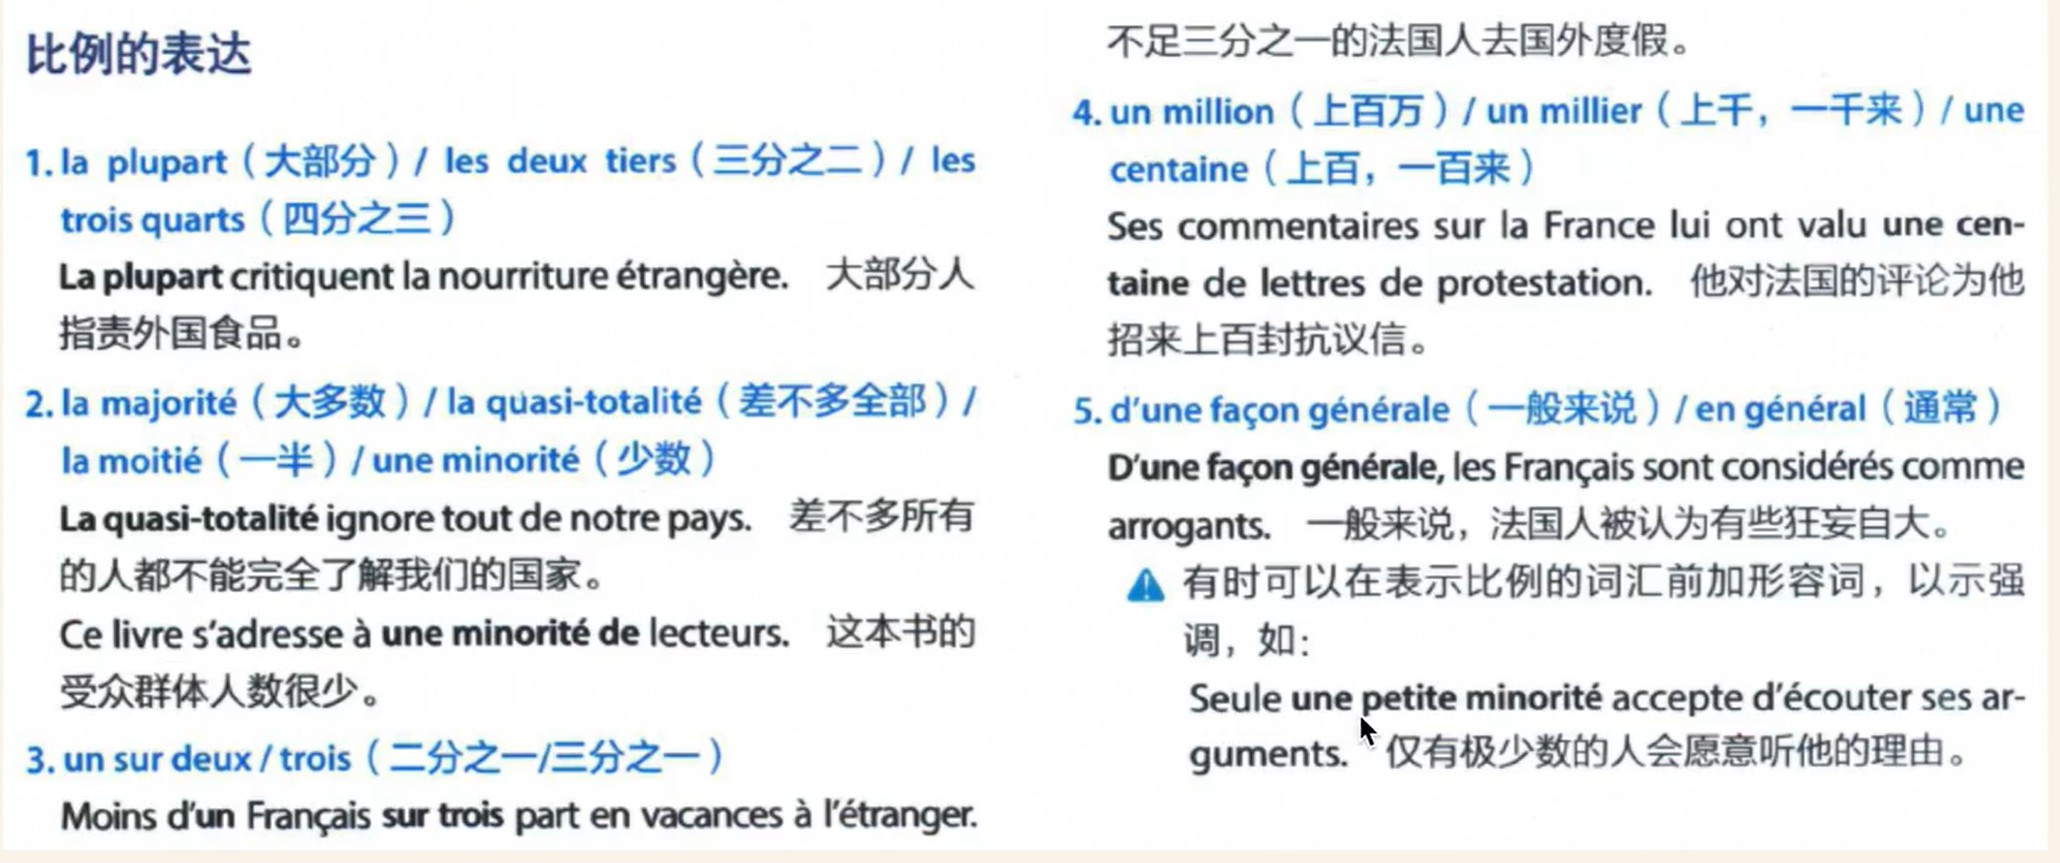 比例的表达
1. la plupart（大部分）/ les deux tiers（三分之二）/ les
trois quarts（四分之三）
La plupart critiquent la nourriture étrangère. 大部分人
指责外国食品。
2. la majorité（大多数）/ la quasi-totalité（差不多全部）/
la moitié（一半）/ une minorité（少数）
La quasi-totalité ignore tout de notre pays. 差不多所有
的人都不能完全了解我们的国家。
Ce livre s'adresse à une minorité de lecteurs. 这本书的
受众群体人数很少。
3. un sur deux / trois（二分之一/三分之一）
Moins d'un Français sur trois part en vacances à l'étranger.
不足三分之一的法国人去国外度假。
4. un million（上百万）/ un millier（上千，一千来）/ une
centaine（上百，一百来）
Ses commentaires sur la France lui ont valu une cen-
taine de lettres de protestation. 他对法国的评论为他
招来上百封抗议信。
5. d'une façon générale（一般来说）/ en général（通常）
D'une façon générale, les Français sont considérés comme
arrogants. 一般来说，法国人被认为有些狂妄自大。
有时可以在表示比例的词汇前加形容词，以示强
调，如：
Seule une petite minorité accepte d'écouter ses ar-
guments. 仅有极少数的人会愿意听他的理由。